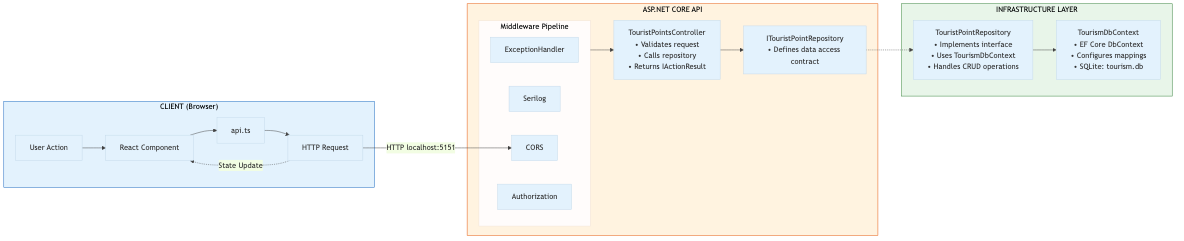 CLIENT (Browser)
User Action
React Component
api.ts
HTTP Request
State Update
HTTP localhost:5151
ASP.NET CORE API
Middleware Pipeline
ExceptionHandler
Serilog
CORS
Authorization
TouristPointsController
• Validates request
• Calls repository
• Returns IActionResult
ITouristPointRepository
• Defines data access
contract
INFRASTRUCTURE LAYER
TouristPointRepository
• Implements interface
• Uses TourismDbContext
• Handles CRUD operations
TourismDbContext
• EF Core DbContext
• Configures mappings
• SQLite: tourism.db